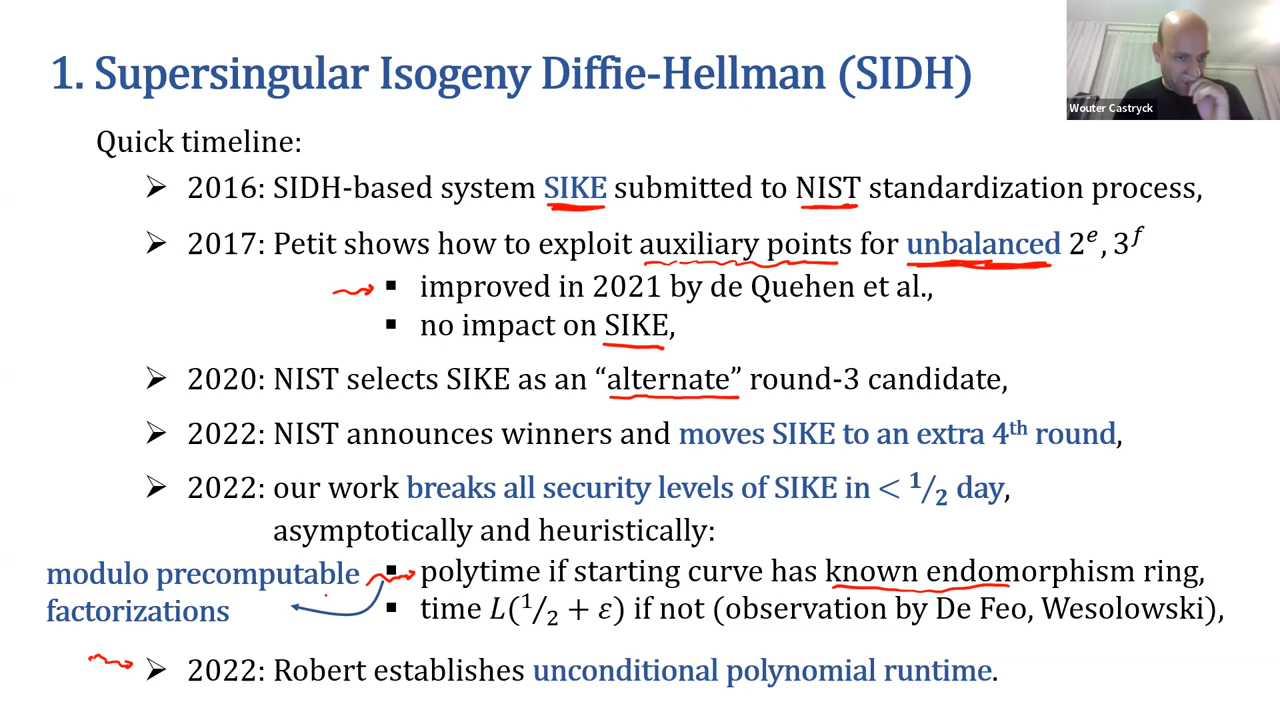 1. Supersingular Isogeny Diffie-Hellman (SIDH)
Wouter Castryck
Quick timeline:
➢ 2016: SIDH-based system SIKE submitted to NIST standardization process,
➢ 2017: Petit shows how to exploit auxiliary points for unbalanced 2^e, 3^f
▪ improved in 2021 by de Quehen et al.,
▪ no impact on SIKE,
➢ 2020: NIST selects SIKE as an “alternate” round-3 candidate,
➢ 2022: NIST announces winners and moves SIKE to an extra 4th round,
➢ 2022: our work breaks all security levels of SIKE in < 1/2 day,
asymptotically and heuristically:
modulo precomputable
factorizations
▪ polytime if starting curve has known endomorphism ring,
▪ time L(1/2 + ε) if not (observation by De Feo, Wesolowski),
➢ 2022: Robert establishes unconditional polynomial runtime.